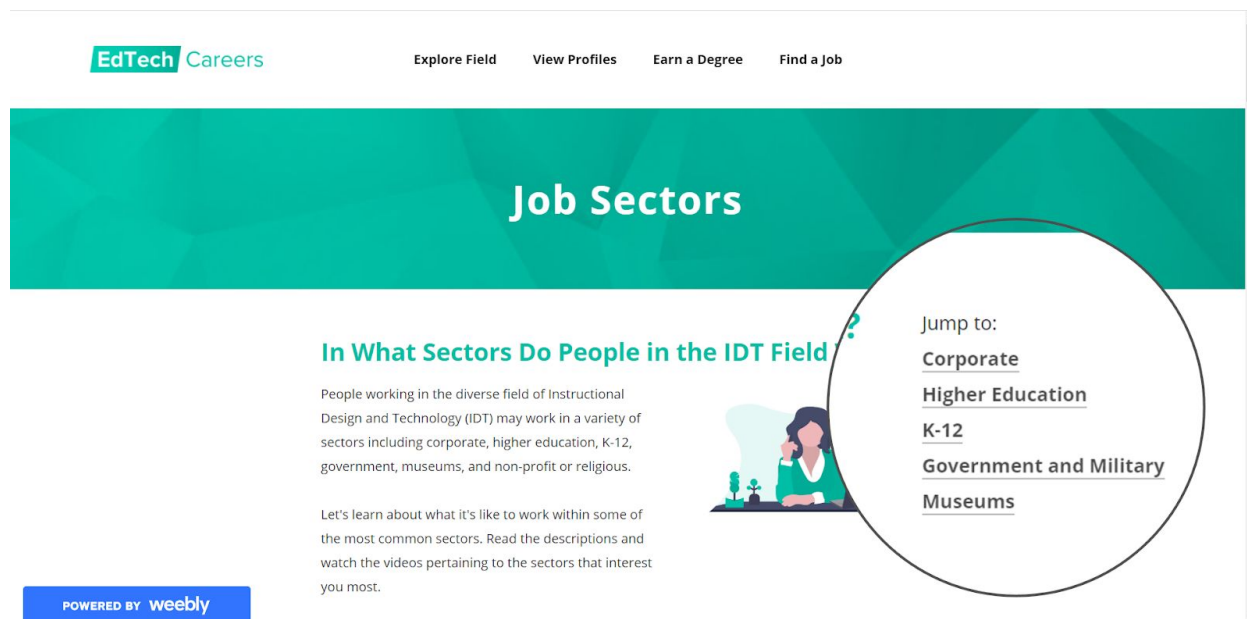 EdTech Careers
Explore Field View Profiles Earn a Degree Find a Job
Job Sectors
In What Sectors Do People in the IDT Field ?
People working in the diverse field of Instructional
Design and Technology (IDT) may work in a variety of
sectors including corporate, higher education, K-12,
government, museums, and non-profit or religious.
Let's learn about what it's like to work within some of
the most common sectors. Read the descriptions and
watch the videos pertaining to the sectors that interest
you most.
Jump to:
Corporate
Higher Education
K-12
Government and Military
Museums
POWERED BY weebly